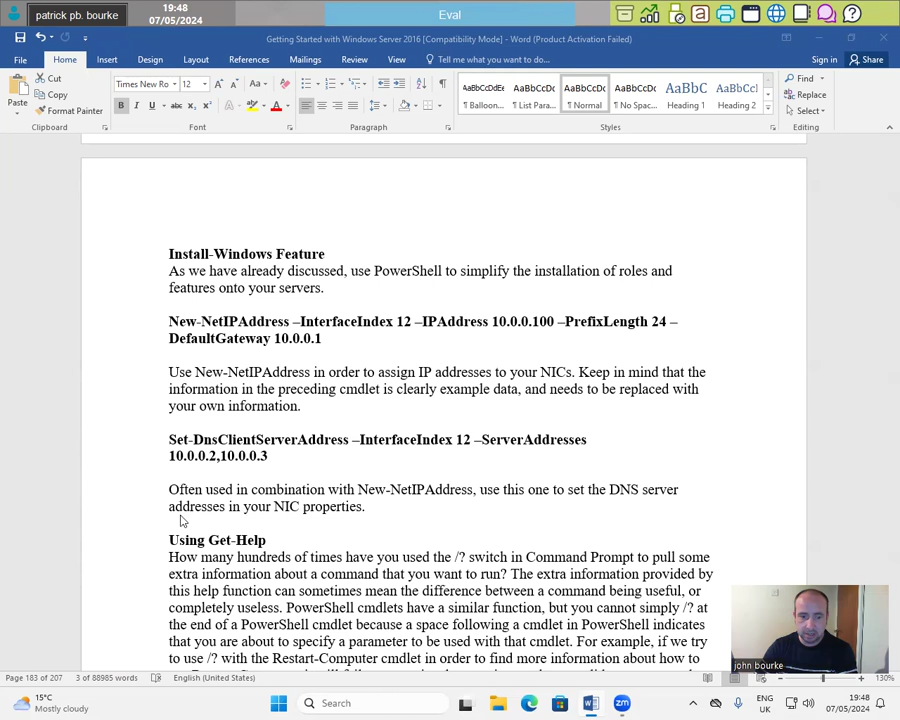 patrick pb. bourke
19:48
07/05/2024
Eval
Getting Started with Windows Server 2016 [Compatibility Mode] - Word (Product Activation Failed)
File
Home
Insert
Design
Layout
References
Mailings
Review
View
Tell me what you want to do...
Sign in
Share
Paste
Cut
Copy
Format Painter
Clipboard
Times New Ro
12
Font
Paragraph
AaBbCcDdEe
AaBbCcDc
AaBbCcDc
AaBbCcDc
AaBbC
AaBbCcl
¶ Balloon...
¶ List Para...
¶ Normal
¶ No Spac...
Heading 1
Heading 2
Styles
Find
Replace
Select
Editing
Install-Windows Feature
As we have already discussed, use PowerShell to simplify the installation of roles and
features onto your servers.
New-NetIPAddress –InterfaceIndex 12 –IPAddress 10.0.0.100 –PrefixLength 24 –
DefaultGateway 10.0.0.1
Use New-NetIPAddress in order to assign IP addresses to your NICs. Keep in mind that the
information in the preceding cmdlet is clearly example data, and needs to be replaced with
your own information.
Set-DnsClientServerAddress –InterfaceIndex 12 –ServerAddresses
10.0.0.2,10.0.0.3
Often used in combination with New-NetIPAddress, use this one to set the DNS server
addresses in your NIC properties.
Using Get-Help
How many hundreds of times have you used the /? switch in Command Prompt to pull some
extra information about a command that you want to run? The extra information provided by
this help function can sometimes mean the difference between a command being useful, or
completely useless. PowerShell cmdlets have a similar function, but you cannot simply /? at
the end of a PowerShell cmdlet because a space following a cmdlet in PowerShell indicates
that you are about to specify a parameter to be used with that cmdlet. For example, if we try
to use /? with the Restart-Computer cmdlet in order to find more information about how to
john bourke
Page 183 of 207
3 of 88985 words
English (United States)
130%
15°C
Mostly cloudy
Search
zm
ENG
UK
19:48
07/05/2024